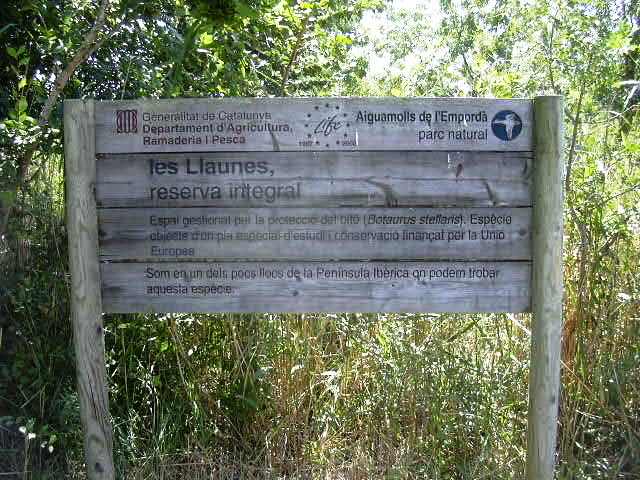 Generalitat de Catalunya
Departament d'Agricultura,
Ramaderia i Pesca
life
1997 2002
Aiguamolls de l'Empordà
parc natural
les Llaunes,
reserva integral
Espai gestionat per la protecció del bitó (Botaurus stellaris). Espècie
objecte d'un pla especial d'estudi i conservació finançat per la Unió
Europea
Som en un dels pocs llocs de la Península Ibèrica on podem trobar
aquesta espècie.